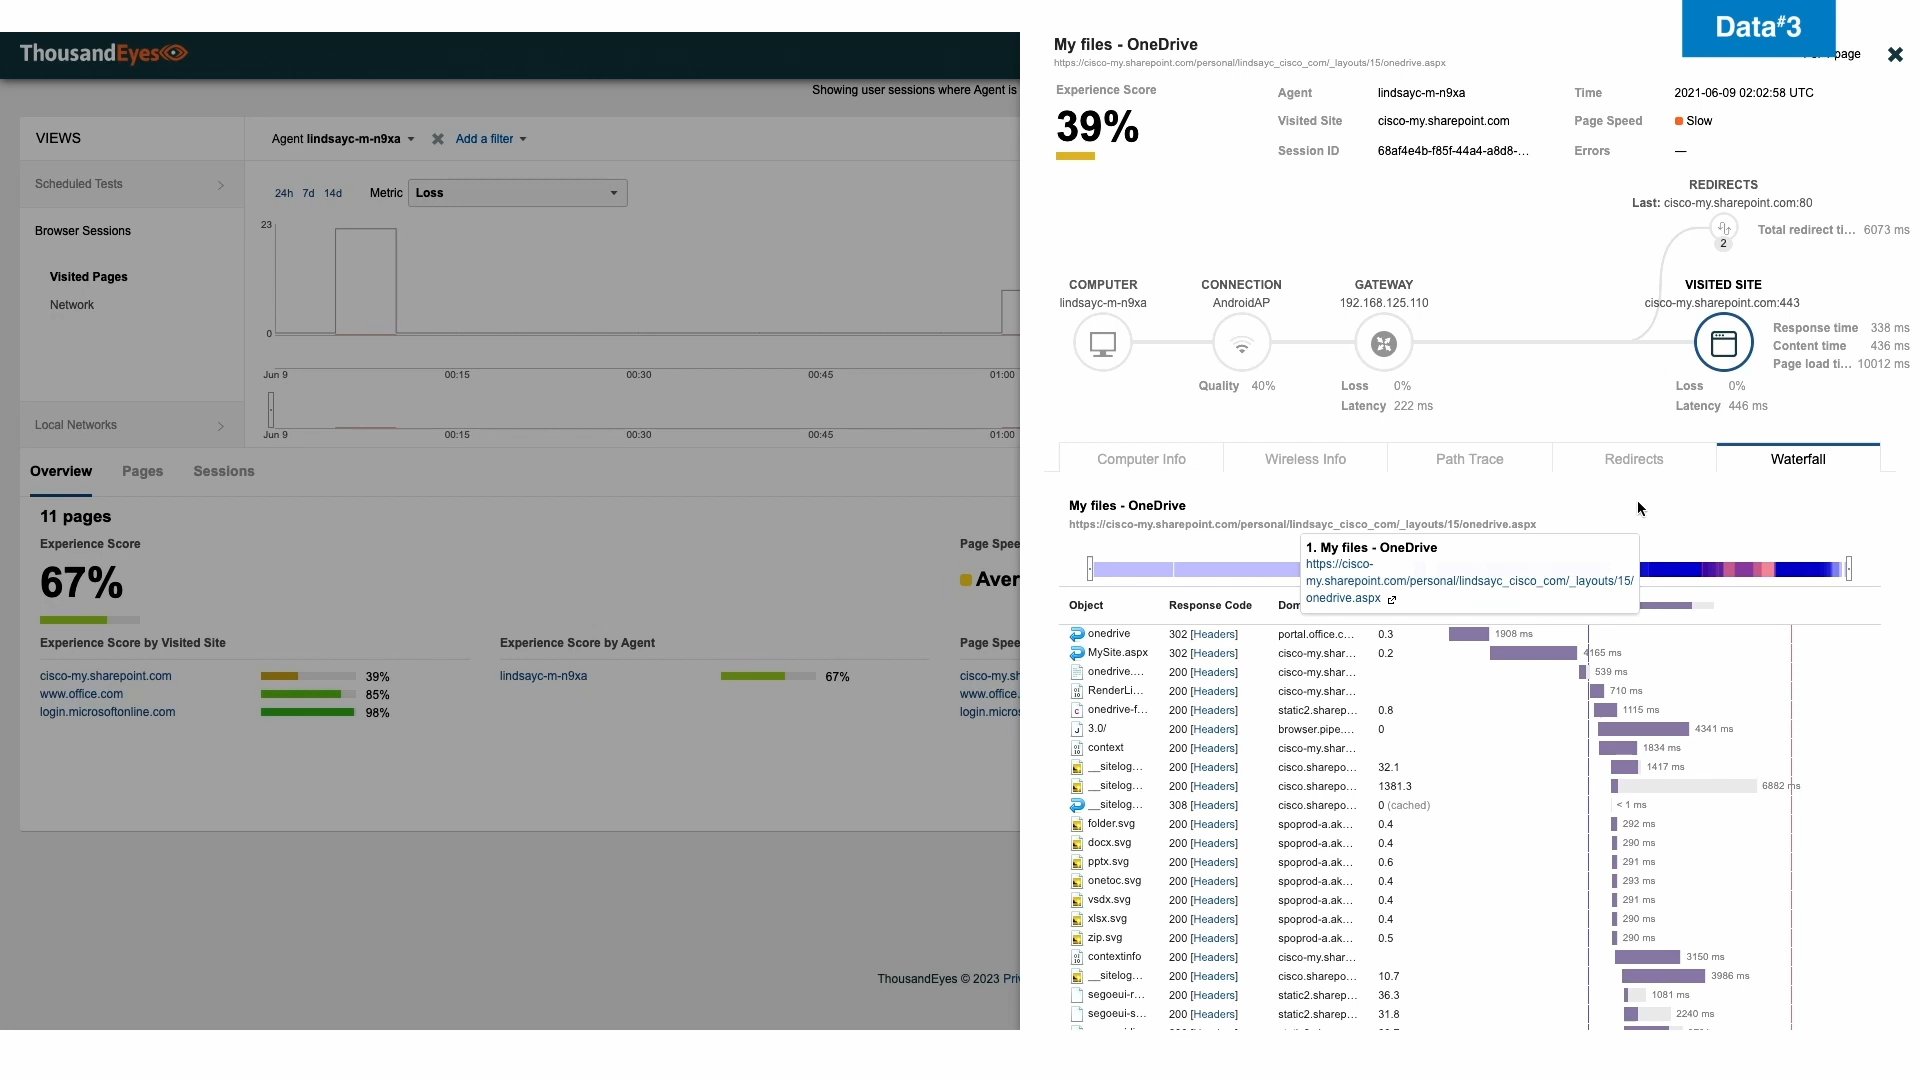 Data#3
ThousandEyes
Showing user sessions where Agent is
VIEWS
Agent lindsayc-m-n9xa
Add a filter
Scheduled Tests
Browser Sessions
Visited Pages
Network
Local Networks
24h 7d 14d Metric Loss
23
0
Jun 9 00:15 00:30 00:45 01:00
Jun 9 00:15 00:30 00:45 01:00
Overview Pages Sessions
11 pages
Experience Score
67%
Page Spee
Aver
Experience Score by Visited Site
cisco-my.sharepoint.com 39%
www.office.com 85%
login.microsoftonline.com 98%
Experience Score by Agent
lindsayc-m-n9xa 67%
Page Spee
cisco-my.sh
www.office.
login.micros
ThousandEyes © 2023 Priv
My files - OneDrive
https://cisco-my.sharepoint.com/personal/lindsayc_cisco_com/_layouts/15/onedrive.aspx
page
Experience Score
39%
Agent lindsayc-m-n9xa
Visited Site cisco-my.sharepoint.com
Session ID 68af4e4b-f85f-44a4-a8d8-…
Time 2021-06-09 02:02:58 UTC
Page Speed Slow
Errors —
REDIRECTS
Last: cisco-my.sharepoint.com:80
2
Total redirect ti… 6073 ms
COMPUTER
lindsayc-m-n9xa
CONNECTION
AndroidAP
Quality 40%
GATEWAY
192.168.125.110
Loss 0%
Latency 222 ms
VISITED SITE
cisco-my.sharepoint.com:443
Response time 338 ms
Content time 436 ms
Page load ti… 10012 ms
Loss 0%
Latency 446 ms
Computer Info Wireless Info Path Trace Redirects Waterfall
My files - OneDrive
https://cisco-my.sharepoint.com/personal/lindsayc_cisco_com/_layouts/15/onedrive.aspx
1. My files - OneDrive
https://cisco-
my.sharepoint.com/personal/lindsayc_cisco_com/_layouts/15/
onedrive.aspx
Object Response Code Don
onedrive 302 [Headers] portal.office.c… 0.3 1908 ms
MySite.aspx 302 [Headers] cisco-my.shar… 0.2 4165 ms
onedrive.… 200 [Headers] cisco-my.shar… 539 ms
RenderLi… 200 [Headers] cisco-my.shar… 710 ms
onedrive-f… 200 [Headers] static2.sharep… 0.8 1115 ms
3.0/ 200 [Headers] browser.pipe.… 0 4341 ms
context 200 [Headers] cisco-my.shar… 1834 ms
__sitelog… 200 [Headers] cisco.sharepo… 32.1 1417 ms
__sitelog… 200 [Headers] cisco.sharepo… 1381.3 6882 ms
__sitelog… 308 [Headers] cisco.sharepo… 0 (cached) < 1 ms
folder.svg 200 [Headers] spoprod-a.ak… 0.4 292 ms
docx.svg 200 [Headers] spoprod-a.ak… 0.4 290 ms
pptx.svg 200 [Headers] spoprod-a.ak… 0.6 291 ms
onetoc.svg 200 [Headers] spoprod-a.ak… 0.4 293 ms
vsdx.svg 200 [Headers] spoprod-a.ak… 0.4 291 ms
xlsx.svg 200 [Headers] spoprod-a.ak… 0.4 290 ms
zip.svg 200 [Headers] spoprod-a.ak… 0.5 290 ms
contextinfo 200 [Headers] cisco-my.shar… 3150 ms
__sitelog… 200 [Headers] cisco.sharepo… 10.7 3986 ms
segoeui-r… 200 [Headers] static2.sharep… 36.3 1081 ms
segoeui-s… 200 [Headers] static2.sharep… 31.8 2240 ms